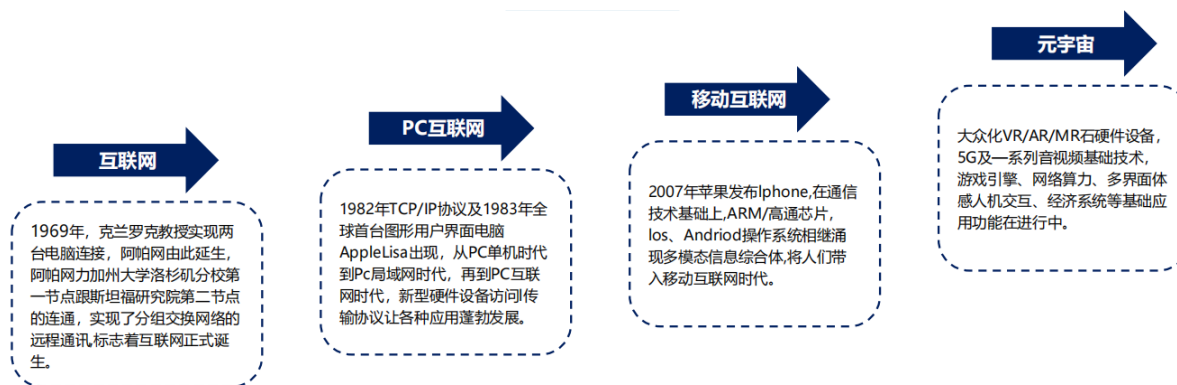 互联网
1969年，克兰罗克教授实现两
台电脑连接，阿帕网由此延生，
阿帕网力加州大学洛杉矶分校第
一节点跟斯坦福研究院第二节点
的连通，实现了分组交换网络的
远程通讯,标志着互联网正式诞
生。
PC互联网
1982年TCP/IP协议及1983年全
球首台图形用户界面电脑
AppleLisa出现，从PC单机时代
到Pc局域网时代，再到PC互联
网时代，新型硬件设备访问l传
输协议让各种应用蓬勃发展。
移动互联网
2007年苹果发布Iphone,在通信
技术基础上,ARM/高通芯片，
Ios、Andriod操作系统相继涌
现多模态信息综合体,将人们带
入移动互联网时代。
元宇宙
大众化VR/AR/MR石硬件设备，
5G及—系列音视频基础技术，
游戏引擎、网络算力、多界面体
感人机交互、经济系统等基础应
用功能在进行中。